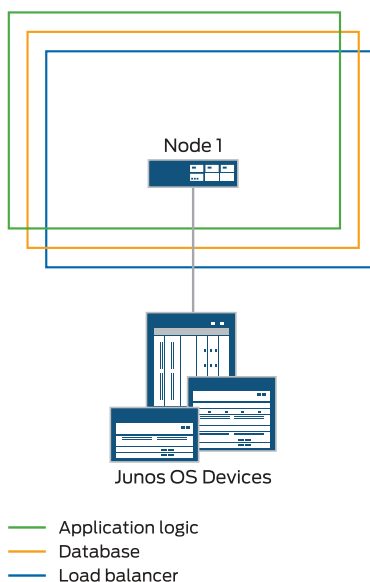 Node 1
Junos OS Devices
Application logic
Database
Load balancer